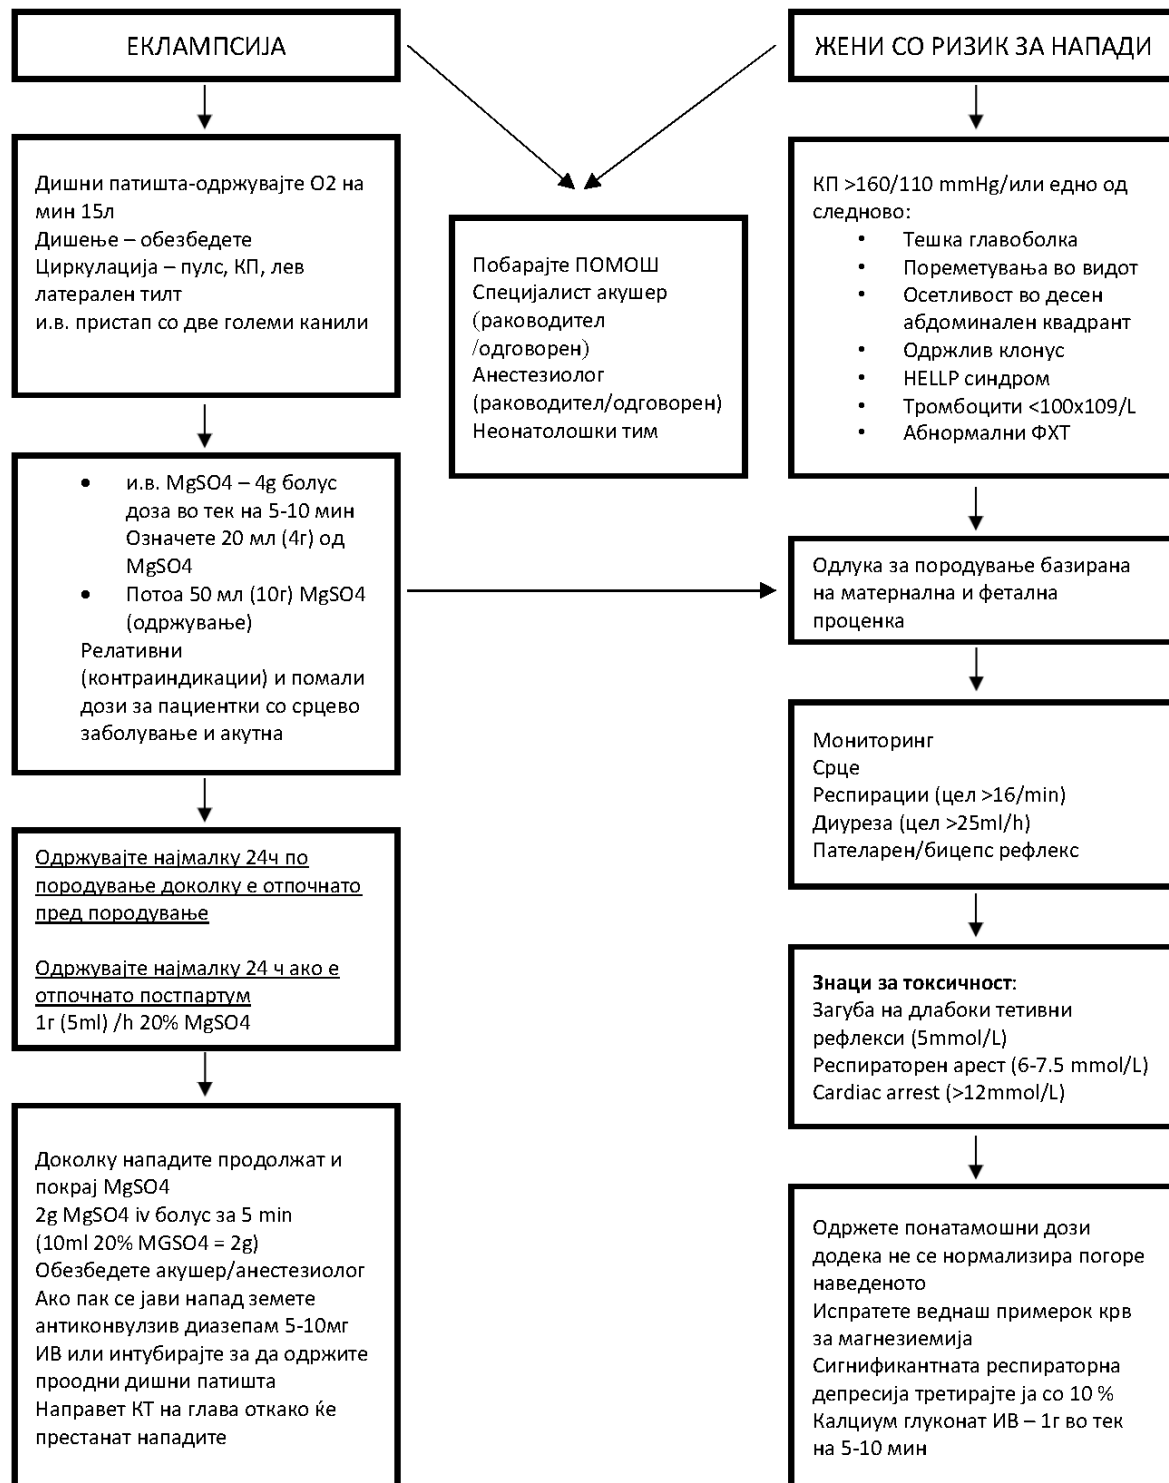 ЕКЛАМПСИЈА
Дишни патишта-одржувајте О2 на
мин 15л
Дишење – обезбедете
Циркулација – пулс, КП, лев
латерален тилт
и.в. пристап со две големи канили
• и.в. MgSO4 – 4g болус
доза во тек на 5-10 мин
Означете 20 мл (4г) од
MgSO4
• Потоа 50 мл (10г) MgSO4
(одржување)
Релативни
(контраиндикации) и помали
дози за пациентки со срцево
заболување и акутна
Одржувајте најмалку 24ч по
породување доколку е отпочнато
пред породување
Одржувајте најмалку 24 ч ако е
отпочнато постпартум
1г (5ml) /h 20% MgSO4
Доколку нападите продолжат и
покрај MgSO4
2g MgSO4 iv болус за 5 min
(10ml 20% MGSO4 = 2g)
Обезбедете акушер/анестезиолог
Ако пак се јави напад земете
антиконвулзив диазепам 5-10мг
ИВ или интубирајте за да одржите
проодни дишни патишта
Направет КТ на глава откако ќе
престанат нападите
Побарајте ПОМОШ
Специјалист акушер
(раководител
/одговорен)
Анестезиолог
(раководител/одговорен)
Неонатолошки тим
ЖЕНИ СО РИЗИК ЗА НАПАДИ
КП >160/110 mmHg/или едно од
следново:
• Тешка главоболка
• Пореметувања во видот
• Осетливост во десен
абдоминален квадрант
• Одржлив клонус
• HELLP синдром
• Тромбоцити <100x109/L
• Абнормални ФХТ
Одлука за породување базирана
на матернална и фетална
проценка
Мониторинг
Срце
Респирации (цел >16/min)
Диуреза (цел >25ml/h)
Пателарен/бицепс рефлекс
Знаци за токсичност:
Загуба на длабоки тетивни
рефлекси (5mmol/L)
Респираторен арест (6-7.5 mmol/L)
Cardiac arrest (>12mmol/L)
Одржете понатамошни дози
додека не се нормализира погоре
наведеното
Испратете веднаш примерок крв
за магнезиемија
Сигнификантната респираторна
депресија третирајте ја со 10 %
Калциум глуконат ИВ – 1г во тек
на 5-10 мин